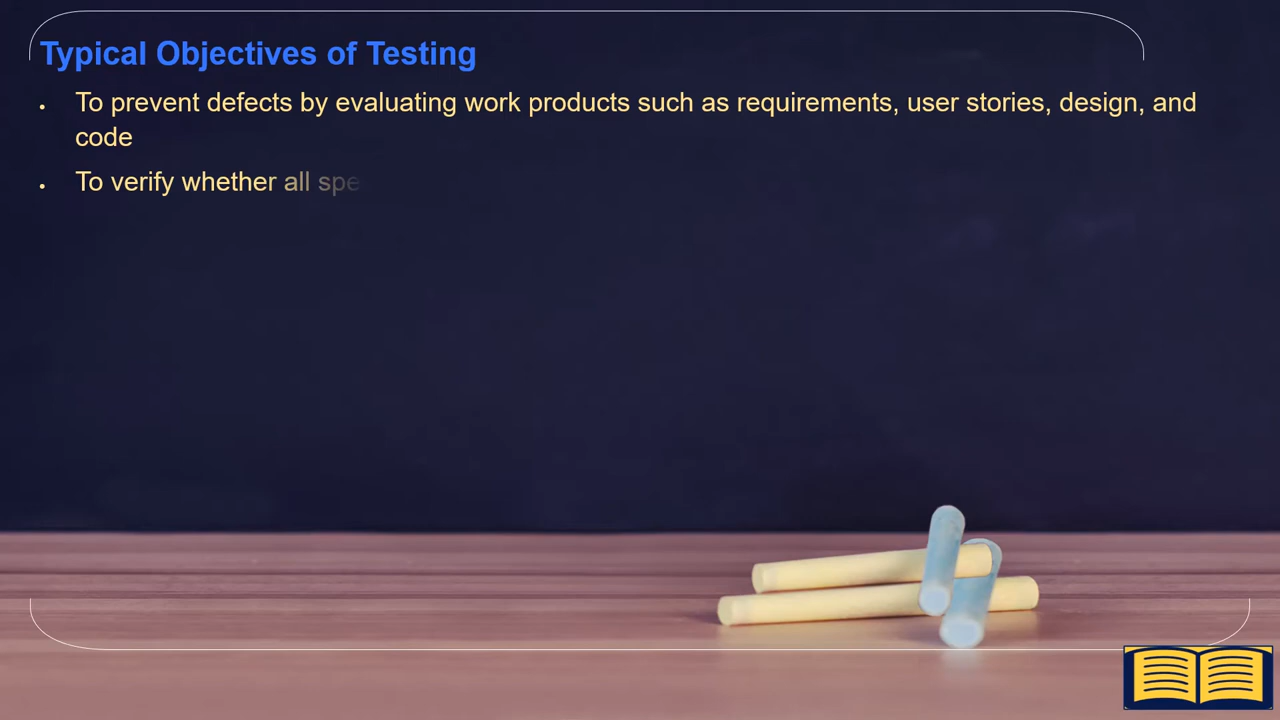 Typical Objectives of Testing
• To prevent defects by evaluating work products such as requirements, user stories, design, and
code
• To verify whether all spe